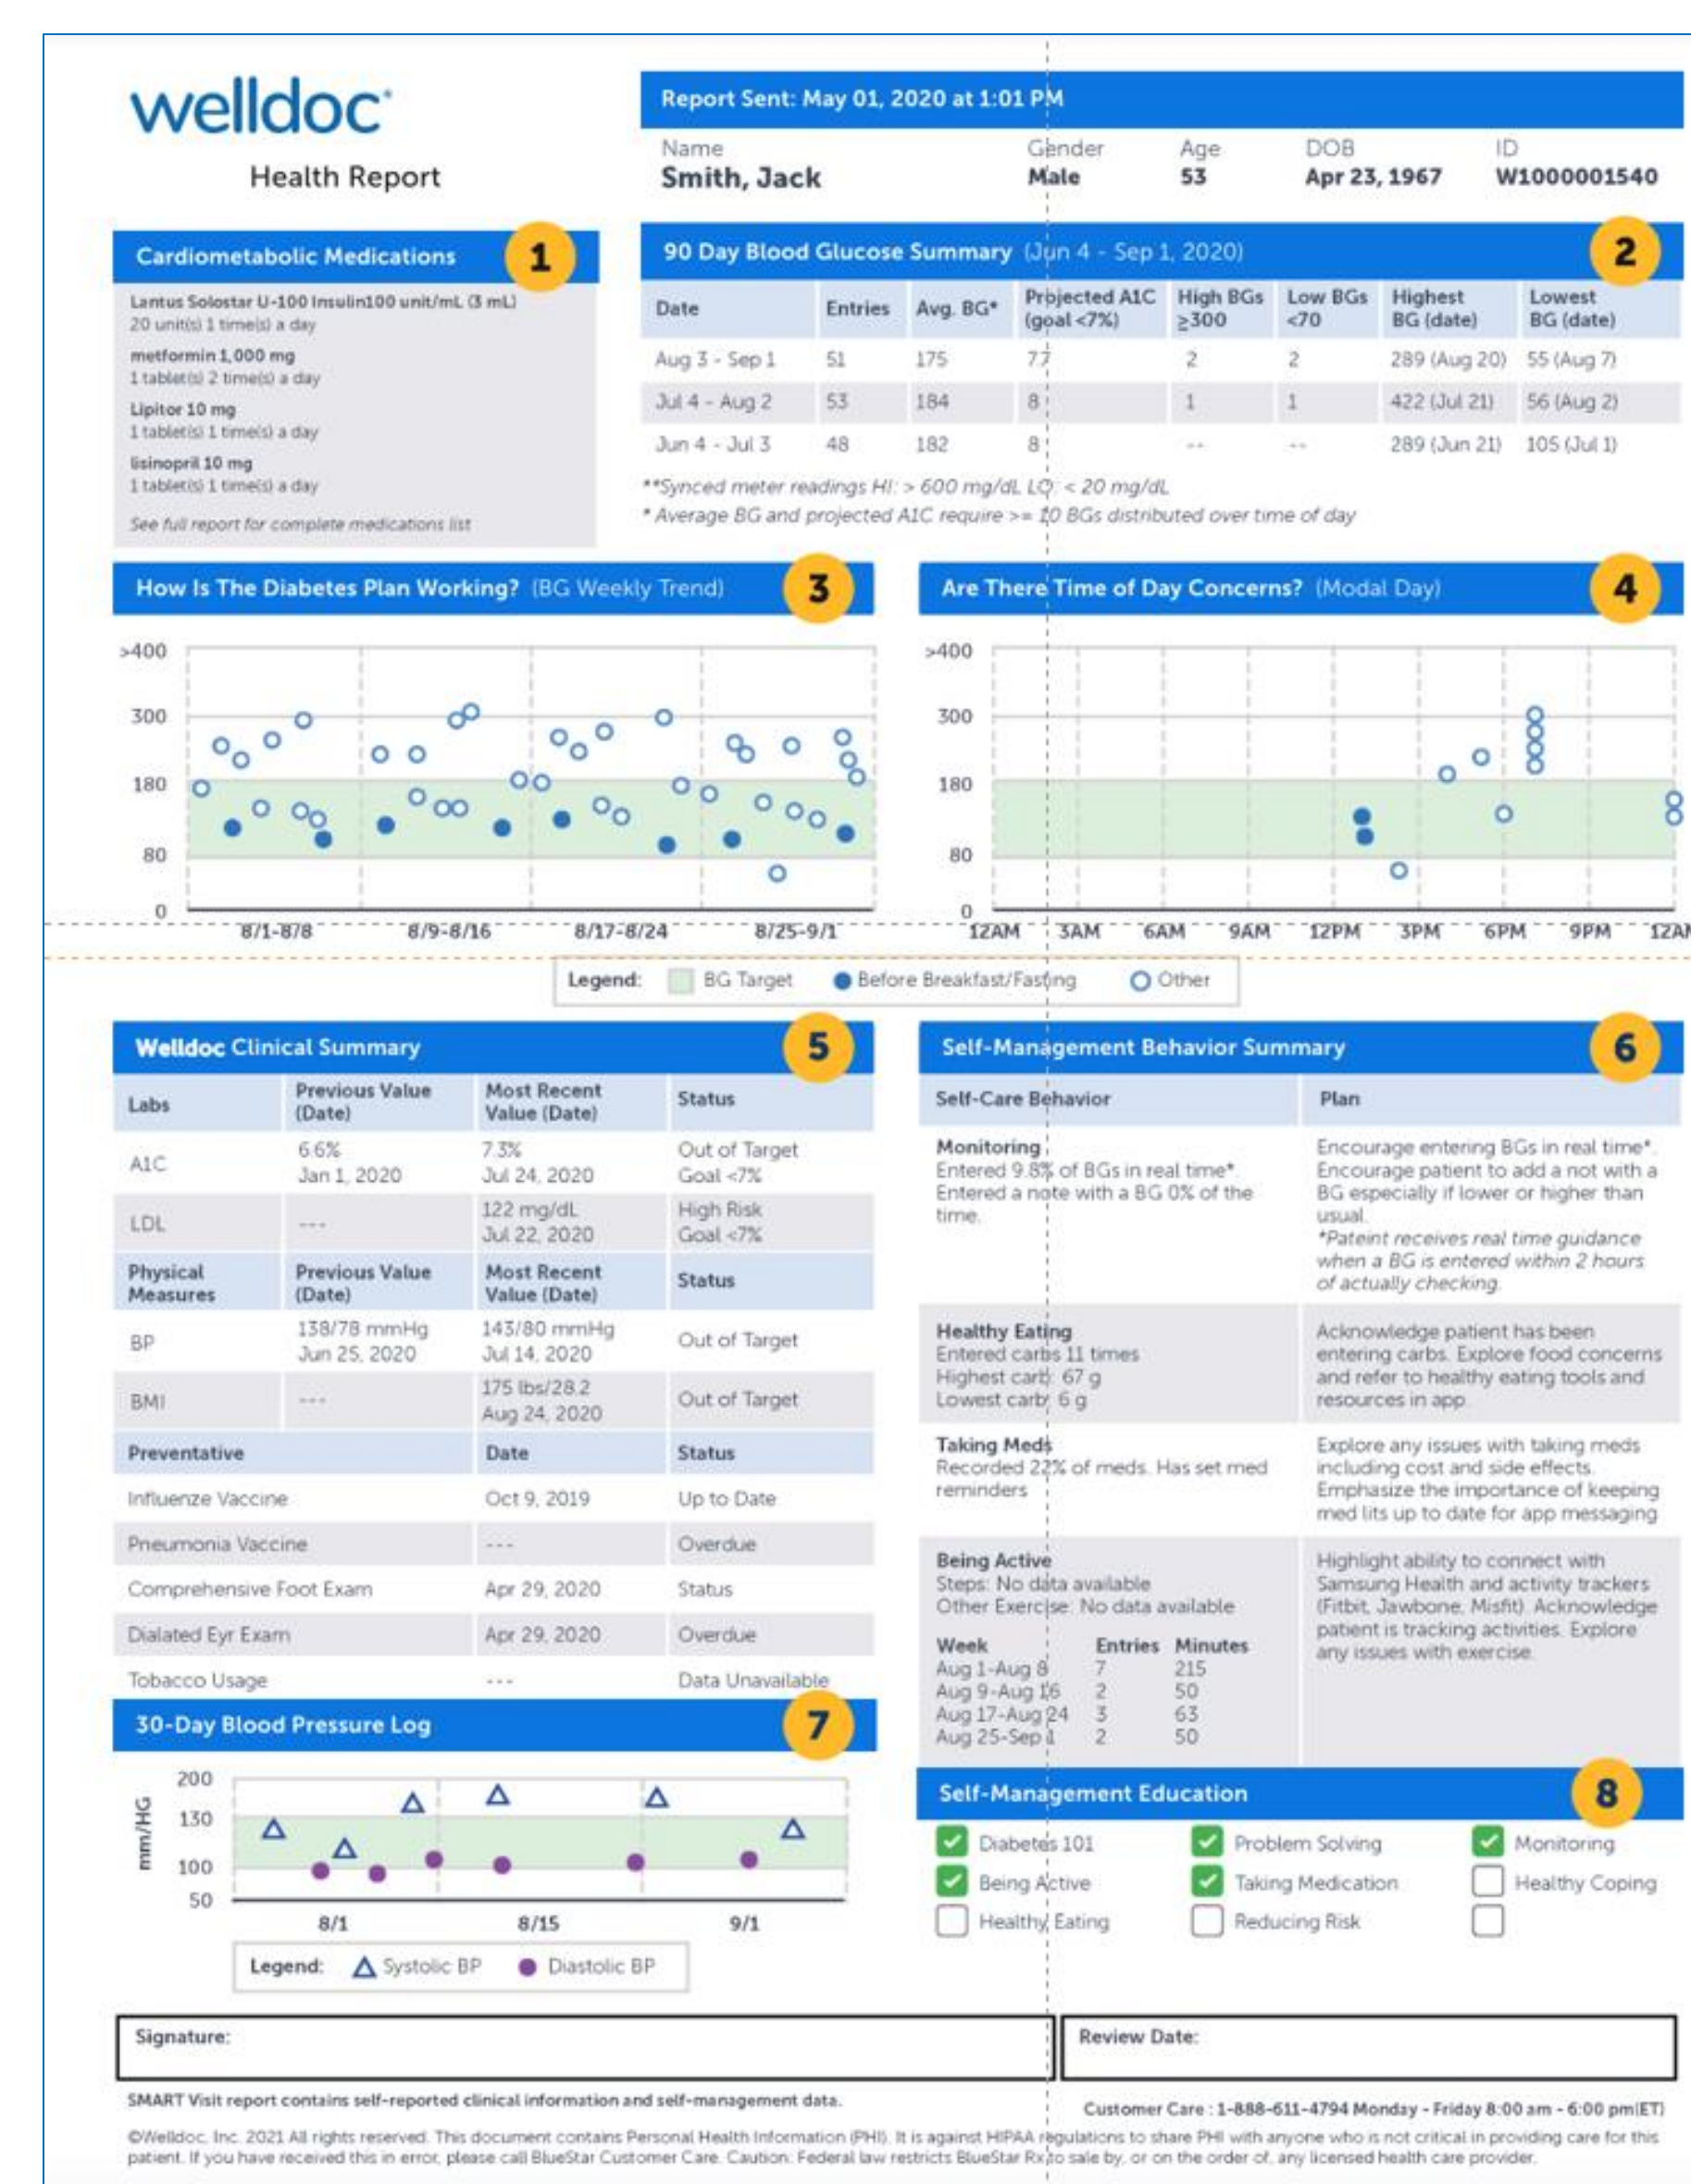 welldoc
Health Report
Report Sent: May 01, 2020 at 1:01 PM
Name Gender Age DOB ID
Smith, Jack Male 53 Apr 23, 1967 W1000001540
Cardiometabolic Medications 1
Lantus Solostar U-100 Insulin100 unit/mL (3 mL)
20 unit(s) 1 time(s) a day
metformin 1,000 mg
1 tablet(s) 2 time(s) a day
Lipitor 10 mg
1 tablet(s) 1 time(s) a day
lisinopril 10 mg
1 tablet(s) 1 time(s) a day
See full report for complete medications list
90 Day Blood Glucose Summary (Jun 4 - Sep 1, 2020) 2
Date Entries Avg. BG* Projected A1C (goal <7%) High BGs ≥300 Low BGs <70 Highest BG (date) Lowest BG (date)
Aug 3 - Sep 1 51 175 7.7 2 2 289 (Aug 20) 55 (Aug 7)
Jul 4 - Aug 2 53 184 8 1 1 422 (Jul 21) 56 (Aug 2)
Jun 4 - Jul 3 48 182 8 -- -- 289 (Jun 21) 105 (Jul 1)
**Synced meter readings HI: > 600 mg/dL LO: < 20 mg/dL
* Average BG and projected A1C require >= 10 BGs distributed over time of day
How Is The Diabetes Plan Working? (BG Weekly Trend) 3
>400
300
180
80
0
8/1-8/8 8/9-8/16 8/17-8/24 8/25-9/1
Are There Time of Day Concerns? (Modal Day) 4
>400
300
180
80
0
12AM 3AM 6AM 9AM 12PM 3PM 6PM 9PM 12AM
Legend: BG Target Before Breakfast/Fasting Other
Welldoc Clinical Summary 5
Labs Previous Value (Date) Most Recent Value (Date) Status
A1C 6.6% Jan 1, 2020 7.3% Jul 24, 2020 Out of Target Goal <7%
LDL --- 122 mg/dL Jul 22, 2020 High Risk Goal <7%
Physical Measures Previous Value (Date) Most Recent Value (Date) Status
BP 138/78 mmHg Jun 25, 2020 143/80 mmHg Jul 14, 2020 Out of Target
BMI --- 175 lbs/28.2 Aug 24, 2020 Out of Target
Preventative Date Status
Influenze Vaccine Oct 9, 2019 Up to Date
Pneumonia Vaccine --- Overdue
Comprehensive Foot Exam Apr 29, 2020 Status
Dialated Eyr Exam Apr 29, 2020 Overdue
Tobacco Usage --- Data Unavailable
Self-Management Behavior Summary 6
Self-Care Behavior Plan
Monitoring
Entered 9.8% of BGs in real time*.
Entered a note with a BG 0% of the
time.
Encourage entering BGs in real time*.
Encourage patient to add a not with a
BG especially if lower or higher than
usual.
*Pateint receives real time guidance
when a BG is entered within 2 hours
of actually checking.
Healthy Eating
Entered carbs 11 times
Highest carb: 67 g
Lowest carb: 6 g
Acknowledge patient has been
entering carbs. Explore food concerns
and refer to healthy eating tools and
resources in app.
Taking Meds
Recorded 22% of meds. Has set med
reminders
Explore any issues with taking meds
including cost and side effects.
Emphasize the importance of keeping
med lits up to date for app messaging
Being Active
Steps: No data available
Other Exercise: No data available
Week Entries Minutes
Aug 1-Aug 8 7 215
Aug 9-Aug 16 2 50
Aug 17-Aug 24 3 63
Aug 25-Sep 1 2 50
Highlight ability to connect with
Samsung Health and activity trackers
(Fitbit, Jawbone, Misfit). Acknowledge
patient is tracking activities. Explore
any issues with exercise.
30-Day Blood Pressure Log 7
mm/HG
200
130
100
50
8/1 8/15 9/1
Legend: Systolic BP Diastolic BP
Self-Management Education 8
Diabetes 101 Problem Solving Monitoring
Being Active Taking Medication Healthy Coping
Healthy Eating Reducing Risk
Signature: Review Date:
SMART Visit report contains self-reported clinical information and self-management data.
Customer Care : 1-888-611-4794 Monday - Friday 8:00 am - 6:00 pm(ET)
©Welldoc, Inc. 2021 All rights reserved. This document contains Personal Health Information (PHI). It is against HIPAA regulations to share PHI with anyone who is not critical in providing care for this
patient. If you have received this in error, please call BlueStar Customer Care. Caution: Federal law restricts BlueStar Rx to sale by, or on the order of, any licensed health care provider.